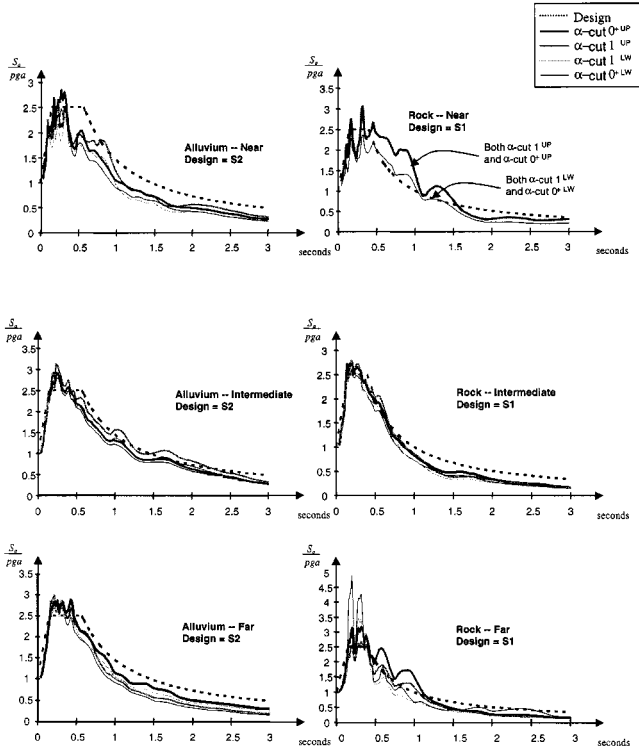 Design
α-cut 0+ UP
α-cut 1 UP
α-cut 1 LW
α-cut 0+ LW
Sa
pga
3.5
3
2.5
2
1.5
1
0.5
0
0 0.5 1 1.5 2 2.5 3
seconds
Alluvium -- Near
Design = S2
Sa
pga
3.5
3
2.5
2
1.5
1
0.5
0
0 0.5 1 1.5 2 2.5 3
seconds
Rock -- Near
Design = S1
Both α-cut 1 UP
and α-cut 0+ UP
Both α-cut 1 LW
and α-cut 0+ LW
Sa
pga
3.5
3
2.5
2
1.5
1
0.5
0
0 0.5 1 1.5 2 2.5 3
seconds
Alluvium -- Intermediate
Design = S2
Sa
pga
3.5
3
2.5
2
1.5
1
0.5
0
0 0.5 1 1.5 2 2.5 3
seconds
Rock -- Intermediate
Design = S1
Sa
pga
3.5
3
2.5
2
1.5
1
0.5
0
0 0.5 1 1.5 2 2.5 3
seconds
Alluvium -- Far
Design = S2
Sa
pga
5
4.5
4
3.5
3
2.5
2
1.5
1
0.5
0
0 0.5 1 1.5 2 2.5 3
seconds
Rock -- Far
Design = S1